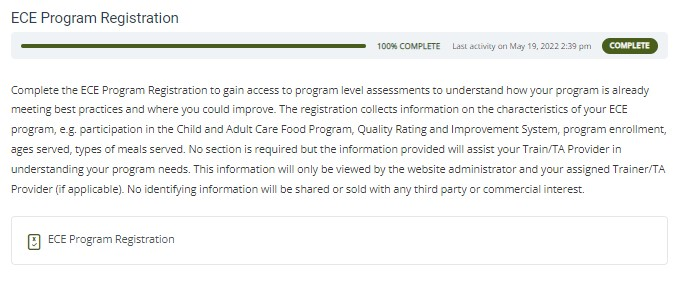 ECE Program Registration
100% COMPLETE Last activity on May 19, 2022 2:39 pm COMPLETE
Complete the ECE Program Registration to gain access to program level assessments to understand how your program is already
meeting best practices and where you could improve. The registration collects information on the characteristics of your ECE
program, e.g. participation in the Child and Adult Care Food Program, Quality Rating and Improvement System, program enrollment,
ages served, types of meals served. No section is required but the information provided will assist your Train/TA Provider in
understanding your program needs. This information will only be viewed by the website administrator and your assigned Trainer/TA
Provider (if applicable). No identifying information will be shared or sold with any third party or commercial interest.
ECE Program Registration